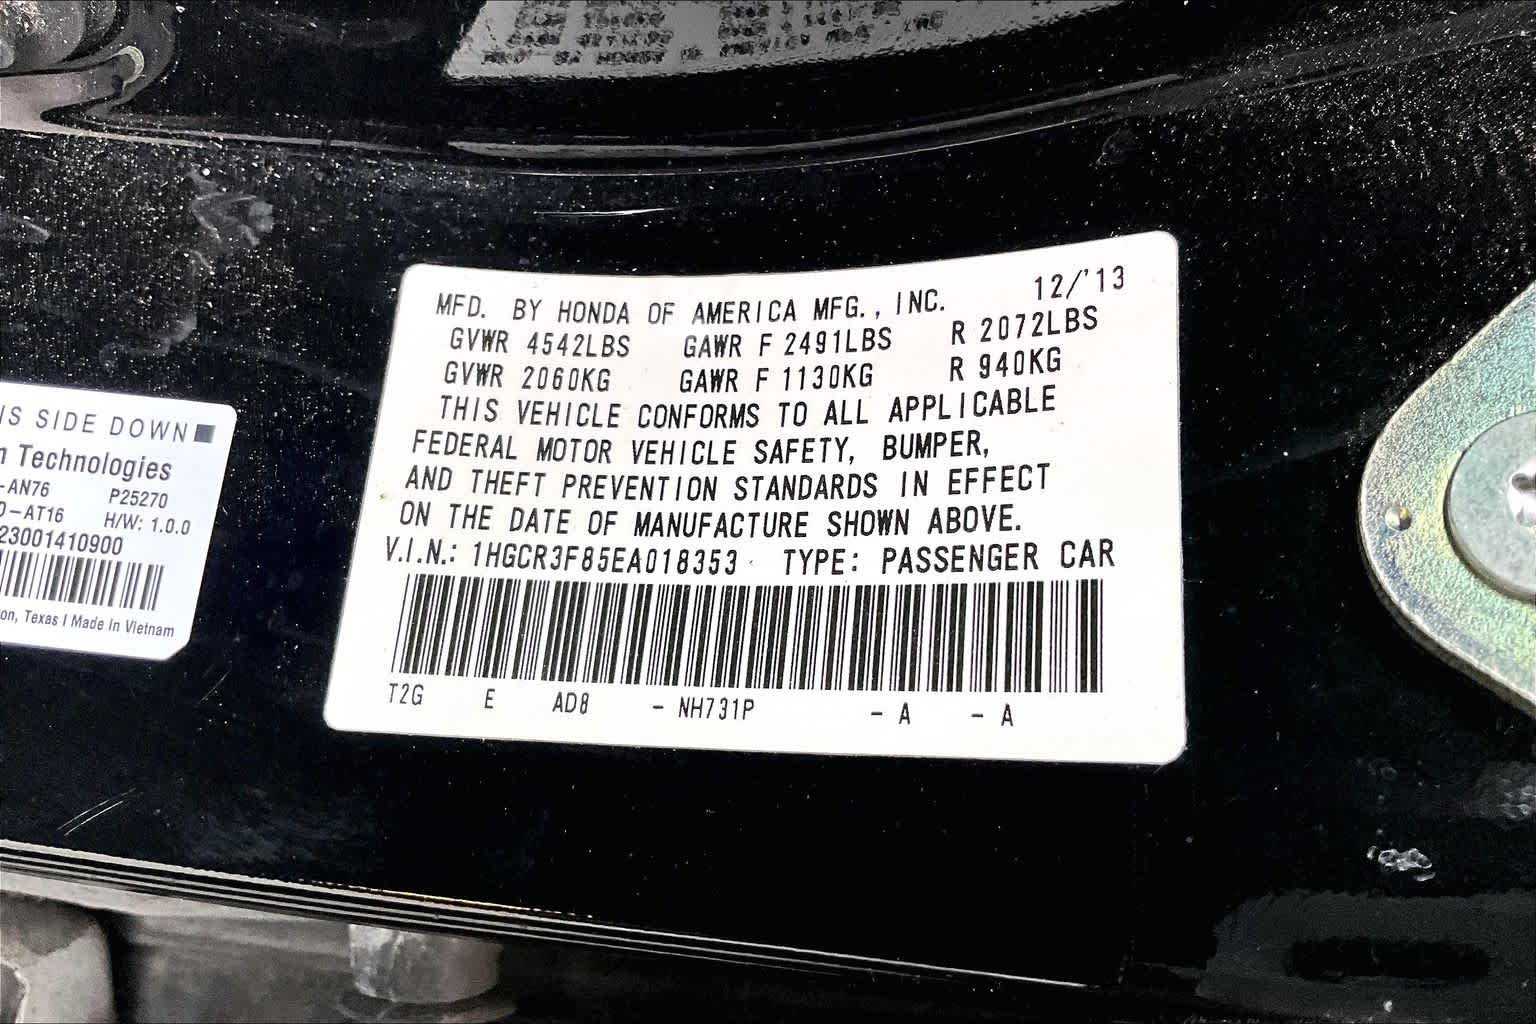 IS SIDE DOWN
n Technologies
-AN76 P25270
0-AT16 H/W: 1.0.0
23001410900
on, Texas I Made In Vietnam
MFD. BY HONDA OF AMERICA MFG., INC. 12/'13
GVWR 4542LBS GAWR F 2491LBS R 2072LBS
GVWR 2060KG GAWR F 1130KG R 940KG
THIS VEHICLE CONFORMS TO ALL APPLICABLE
FEDERAL MOTOR VEHICLE SAFETY, BUMPER,
AND THEFT PREVENTION STANDARDS IN EFFECT
ON THE DATE OF MANUFACTURE SHOWN ABOVE.
V.I.N.: 1HGCR3F85EA018353 TYPE: PASSENGER CAR
T2G E AD8 - NH731P - A - A